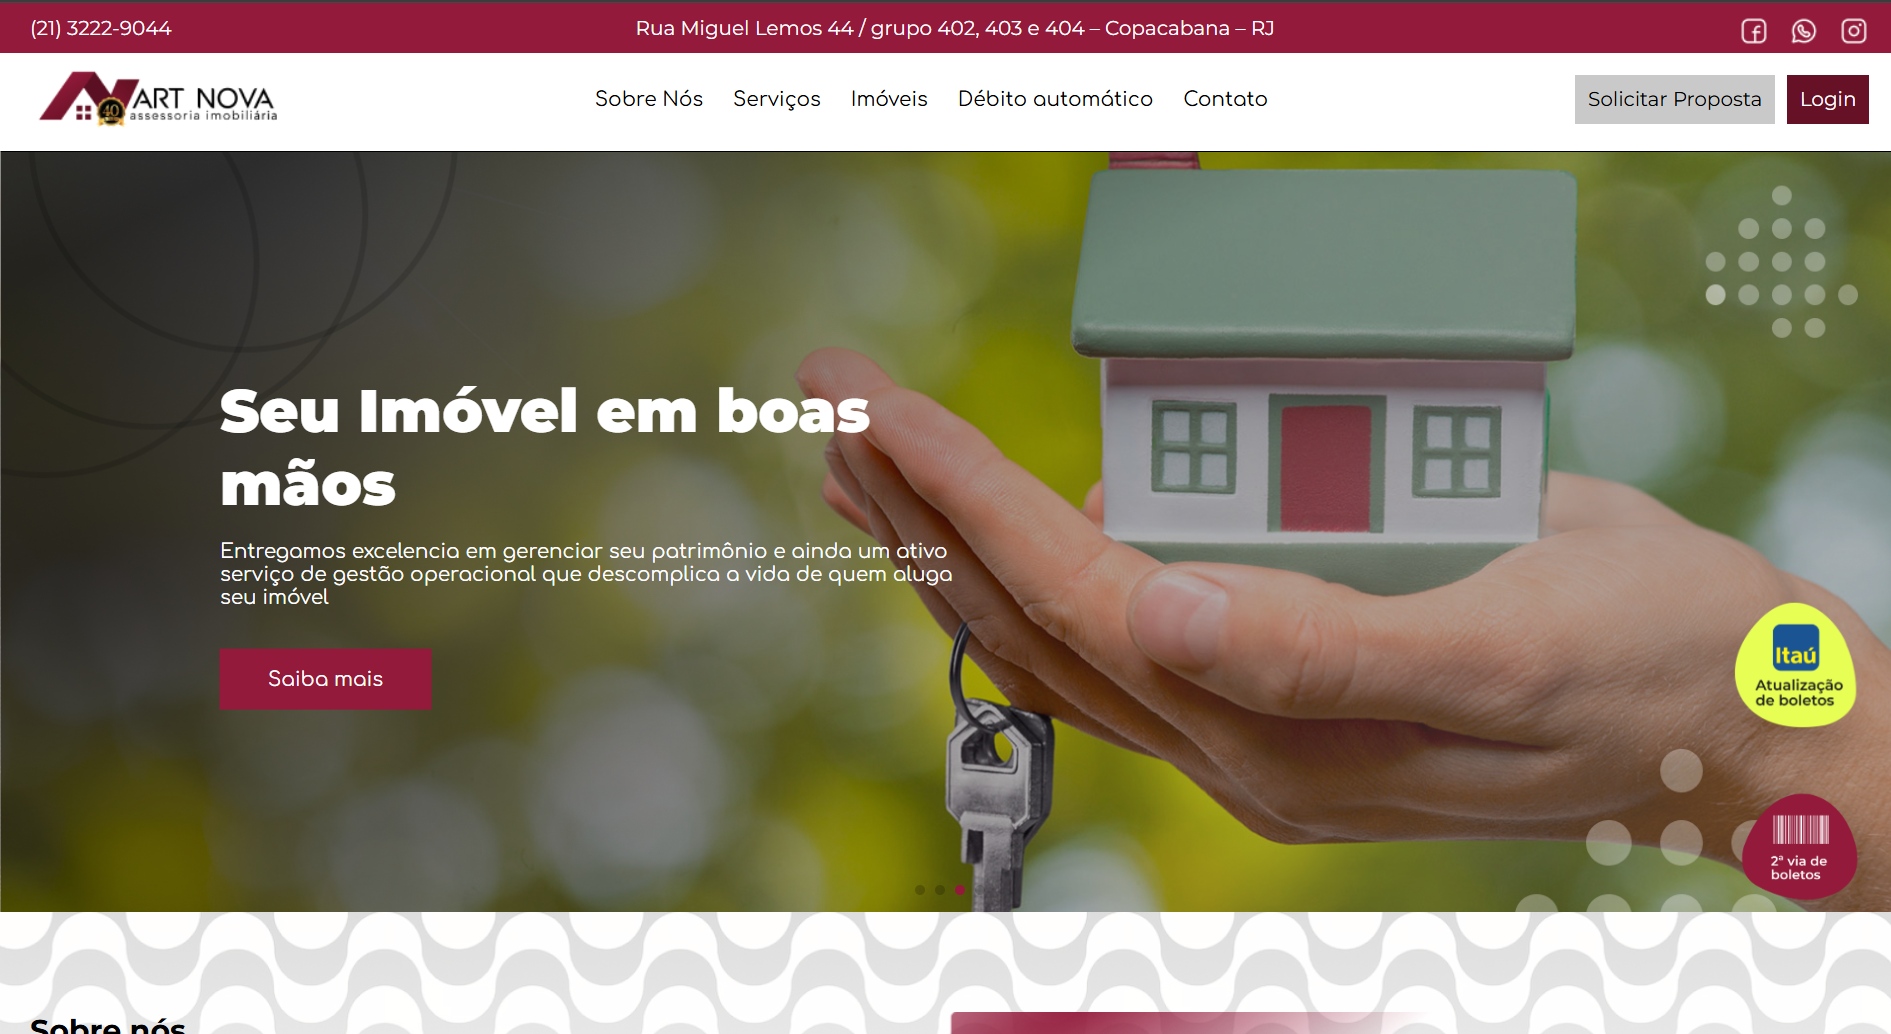 (21) 3222-9044
Rua Miguel Lemos 44 / grupo 402, 403 e 404 – Copacabana – RJ
40
ART NOVA
assessoria imobiliária
Sobre Nós
Serviços
Imóveis
Débito automático
Contato
Solicitar Proposta
Login
Seu Imóvel em boas
mãos
Entregamos excelencia em gerenciar seu patrimônio e ainda um ativo
serviço de gestão operacional que descomplica a vida de quem aluga
seu imóvel
Saiba mais
Itaú
Atualização
de boletos
2ª via de
boletos
Sobre nós